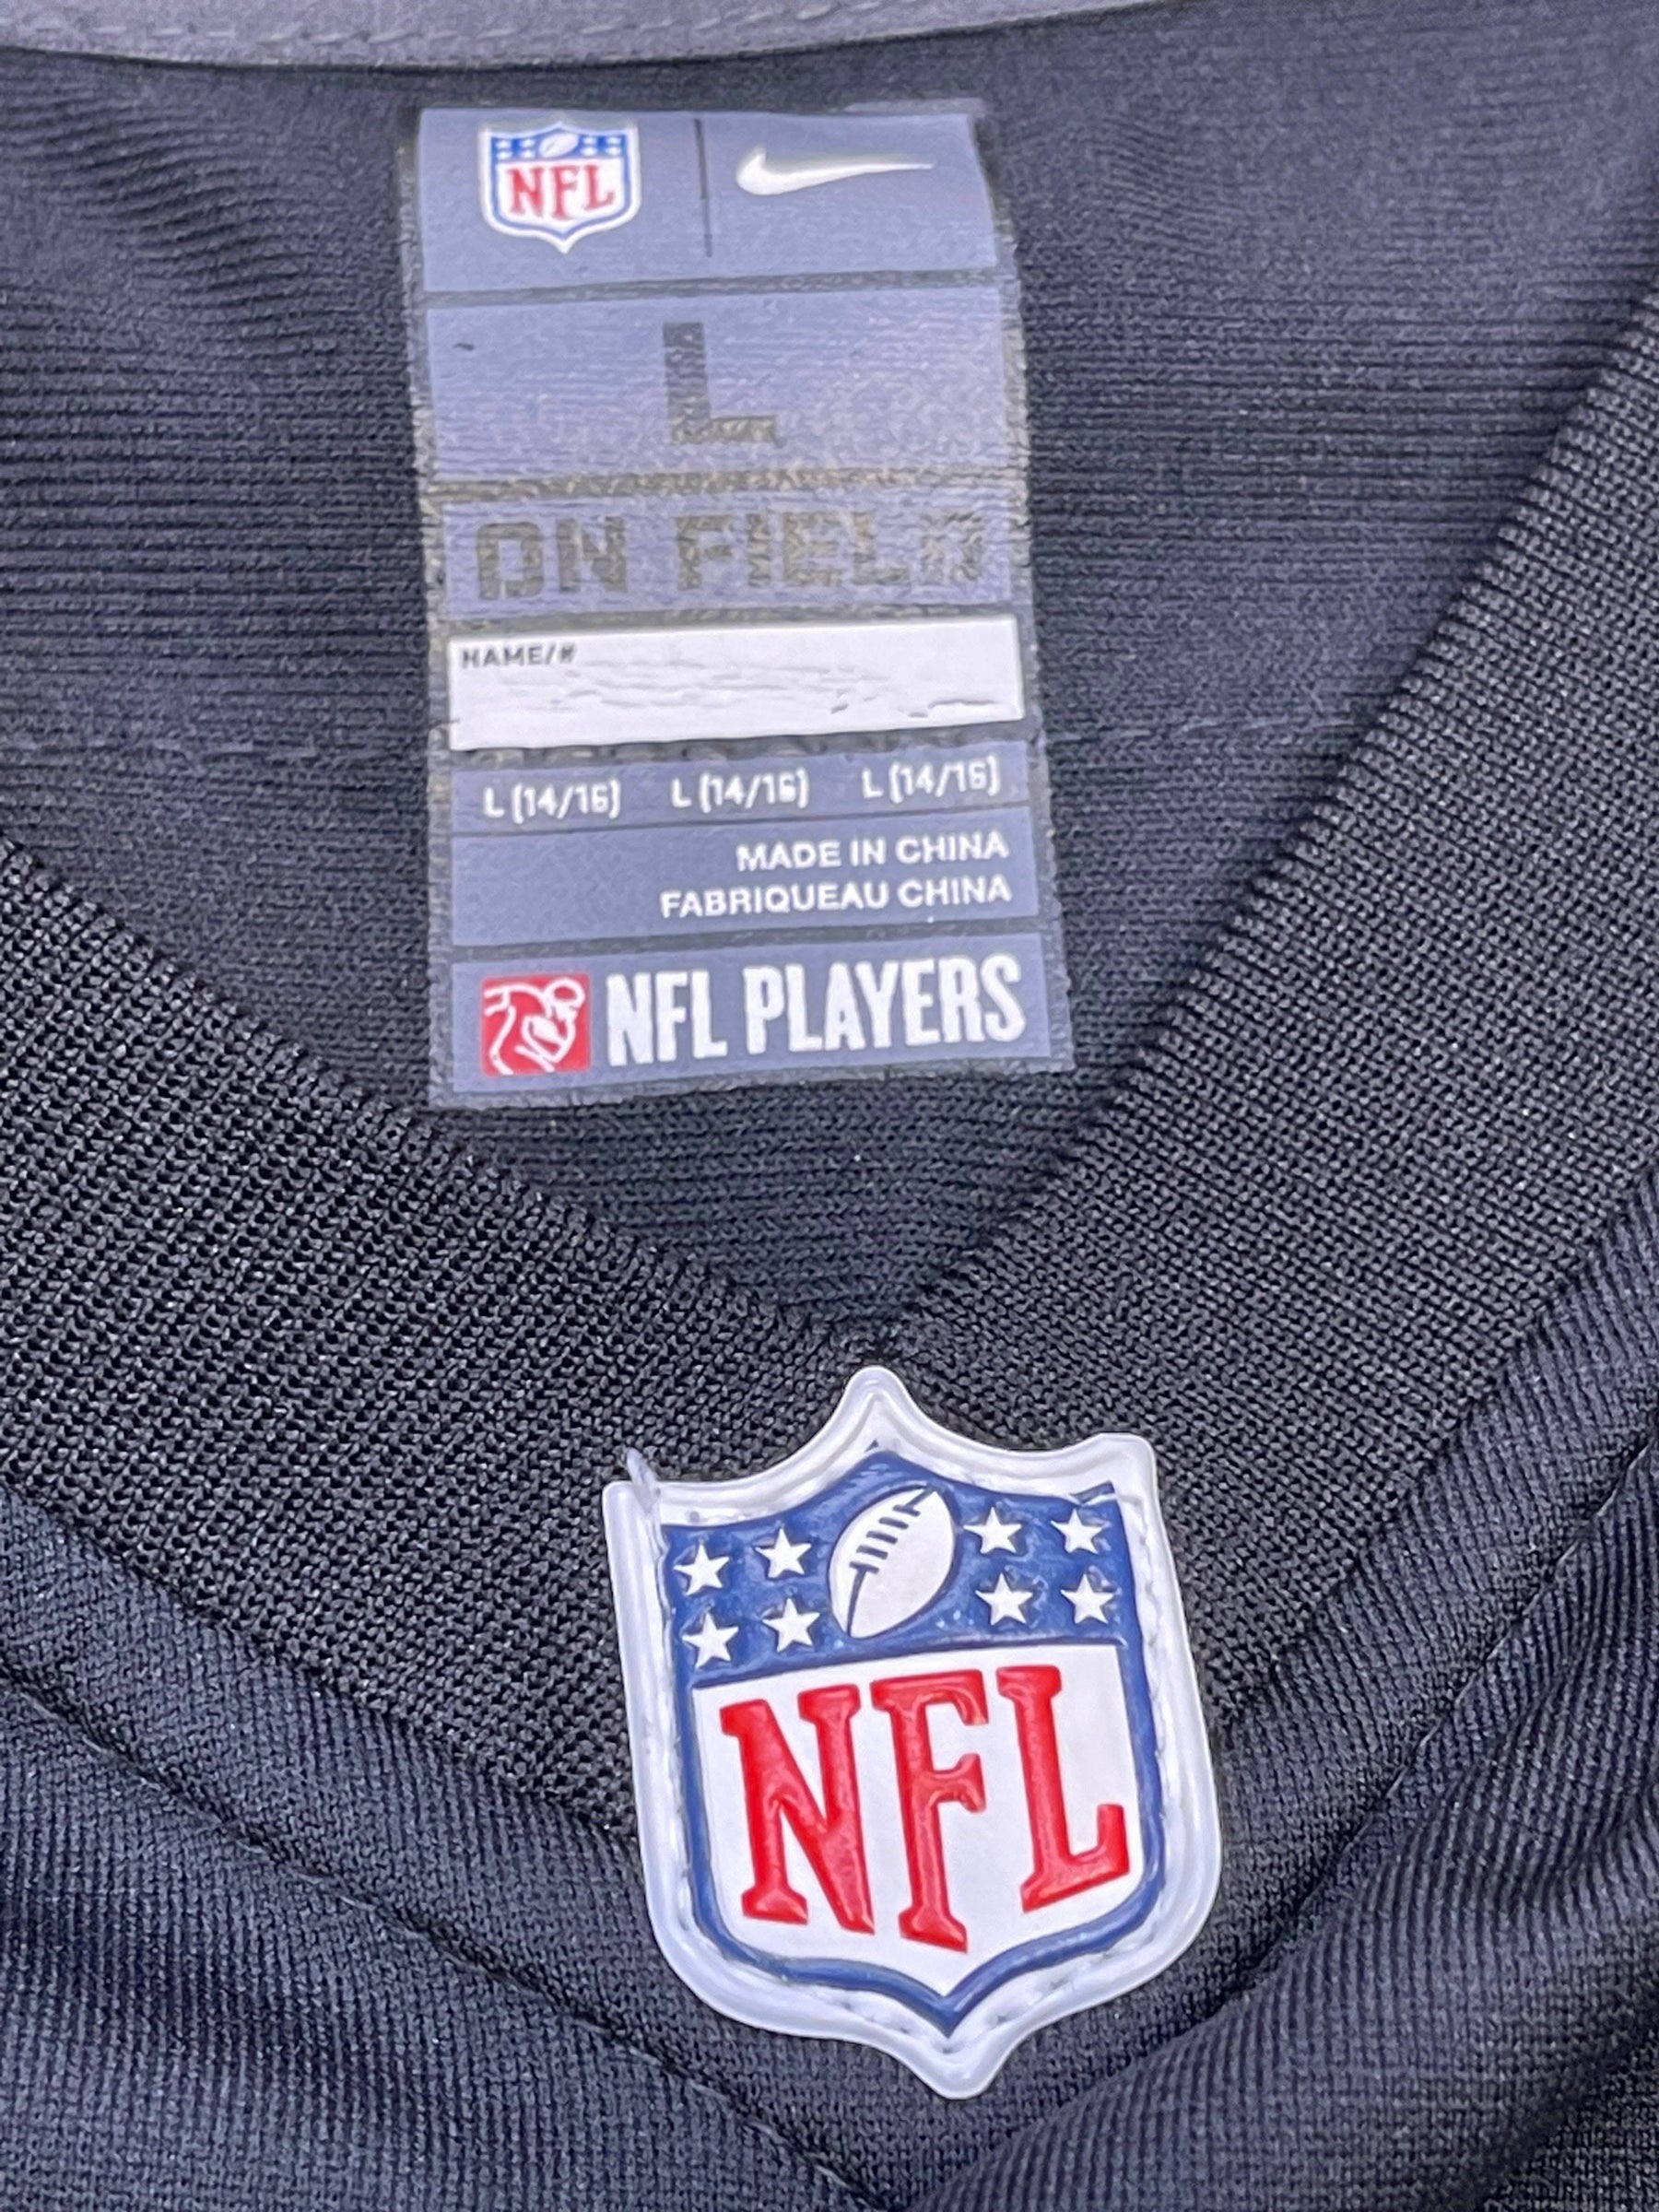 NFL
L
ON FIELD
NAME/#
L (14/16) L (14/16) L (14/16)
MADE IN CHINA
FABRIQUEAU CHINA
NFL PLAYERS
NFL